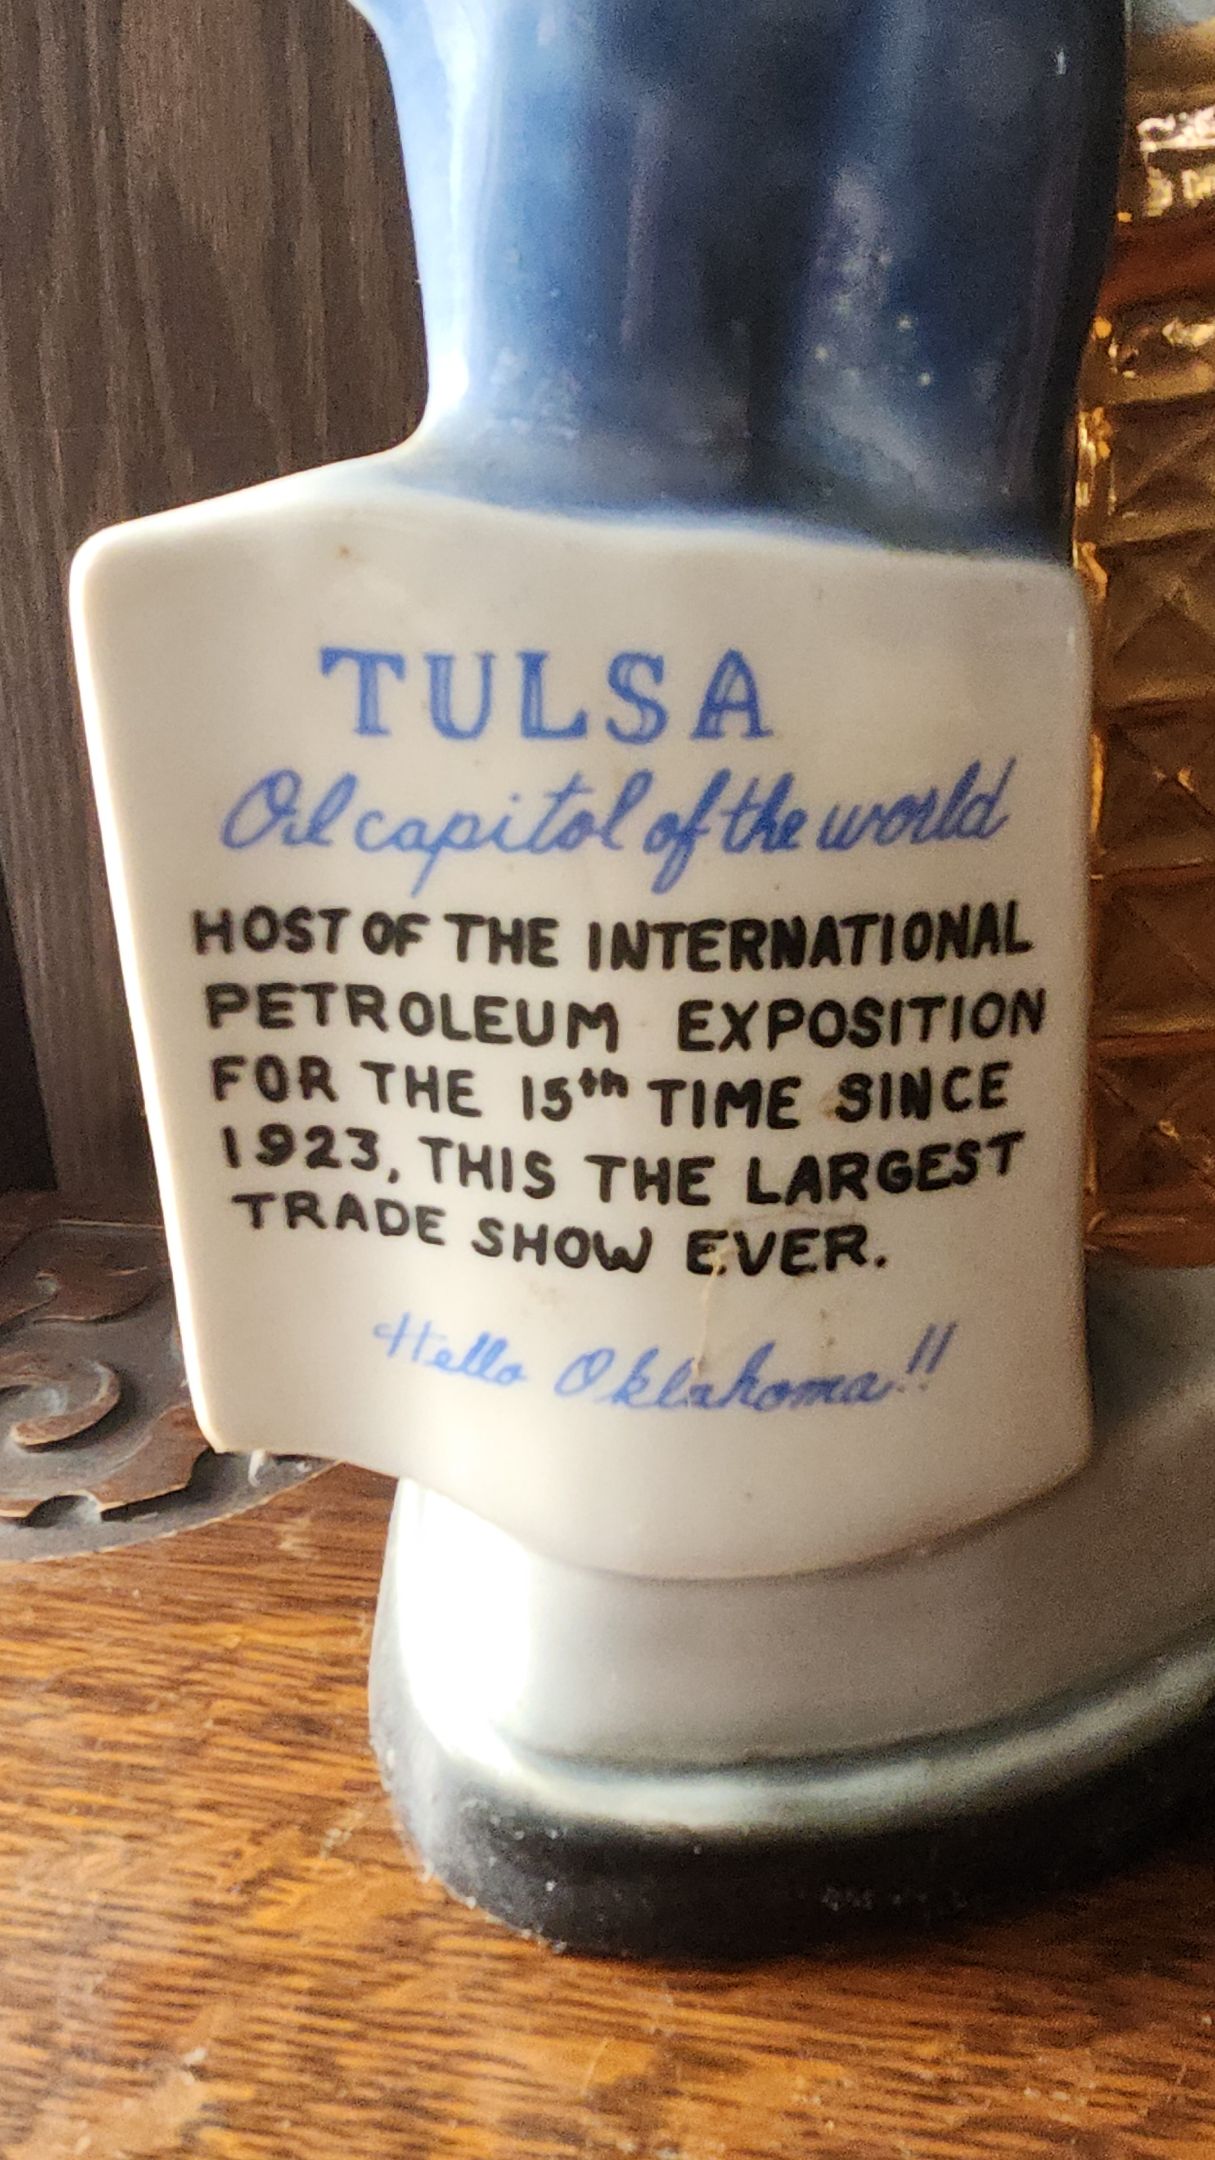 TULSA
Oil capitol of the world
HOST OF THE INTERNATIONAL
PETROLEUM EXPOSITION
FOR THE 15th TIME SINCE
1923, THIS THE LARGEST
TRADE SHOW EVER.
Hello Oklahoma!!